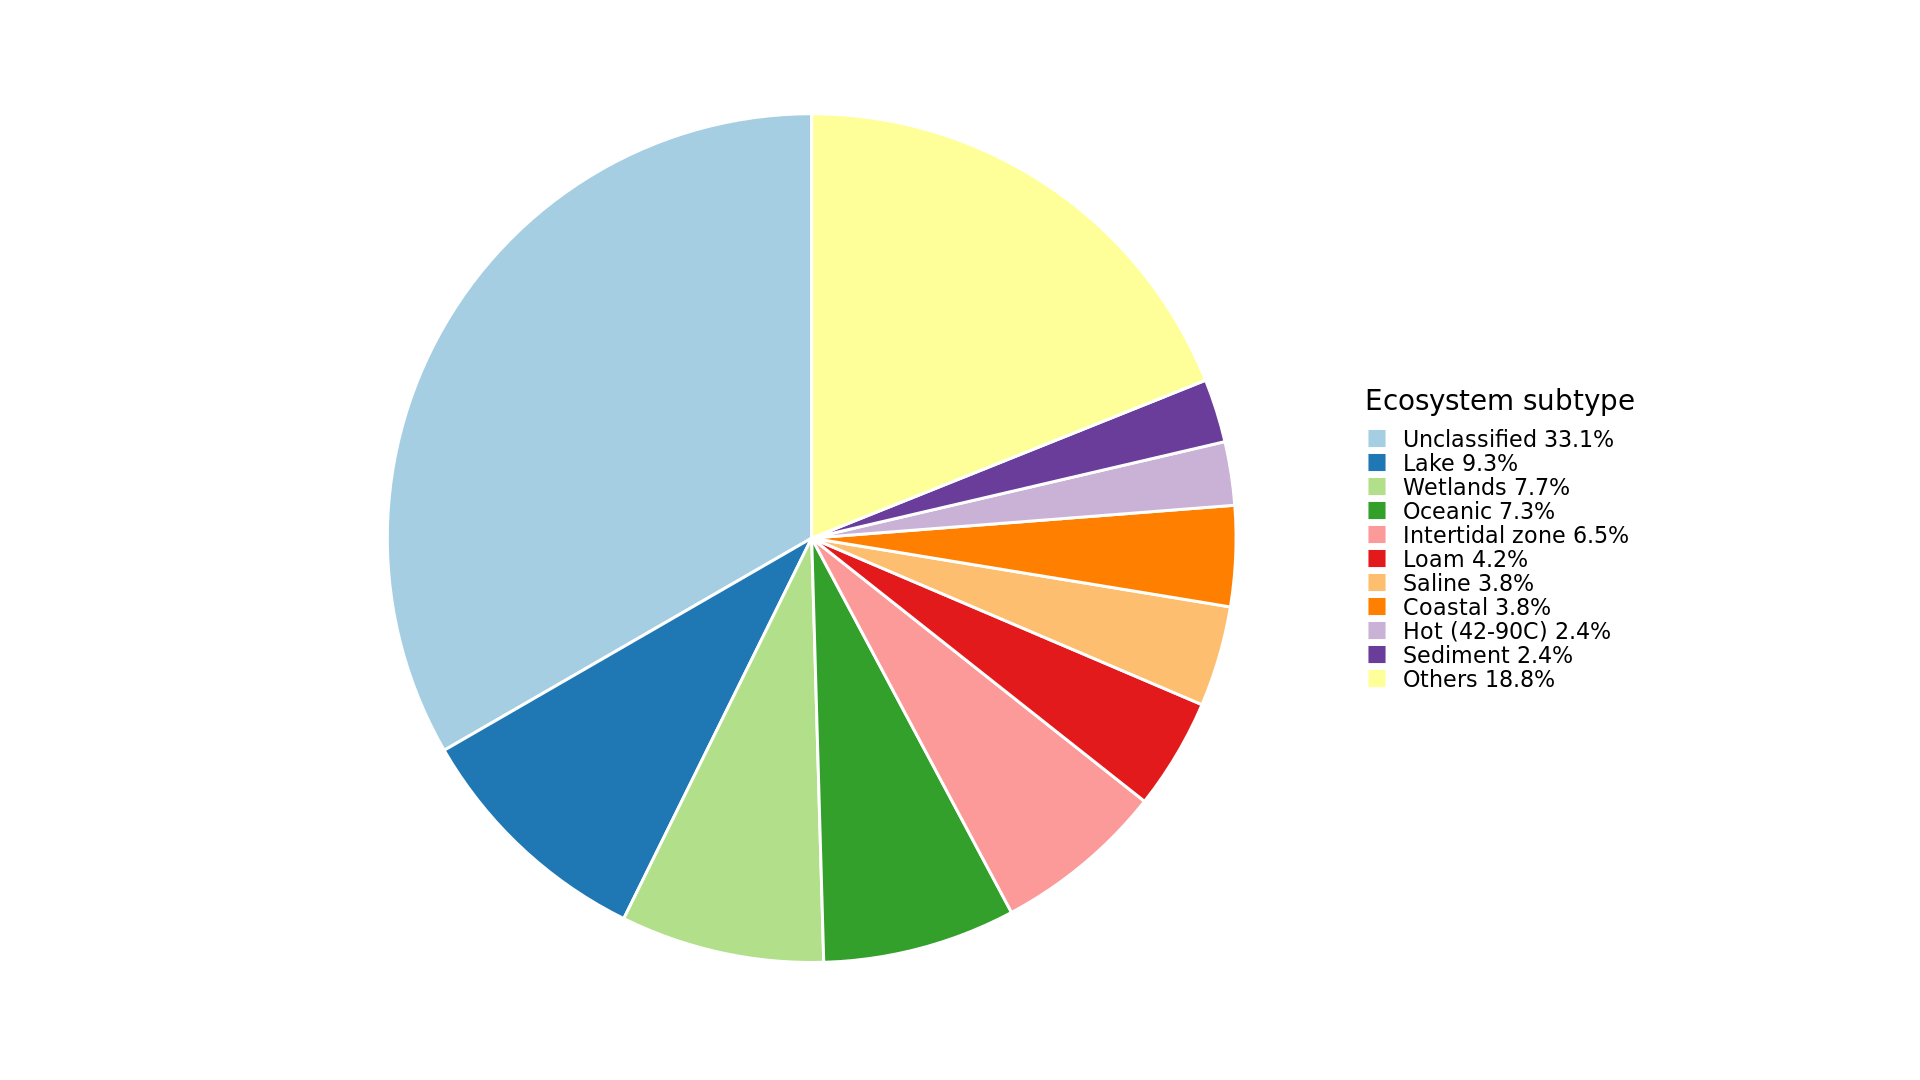 Ecosystem subtype
Unclassified 33.1%
Lake 9.3%
Wetlands 7.7%
Oceanic 7.3%
Intertidal zone 6.5%
Loam 4.2%
Saline 3.8%
Coastal 3.8%
Hot (42-90C) 2.4%
Sediment 2.4%
Others 18.8%